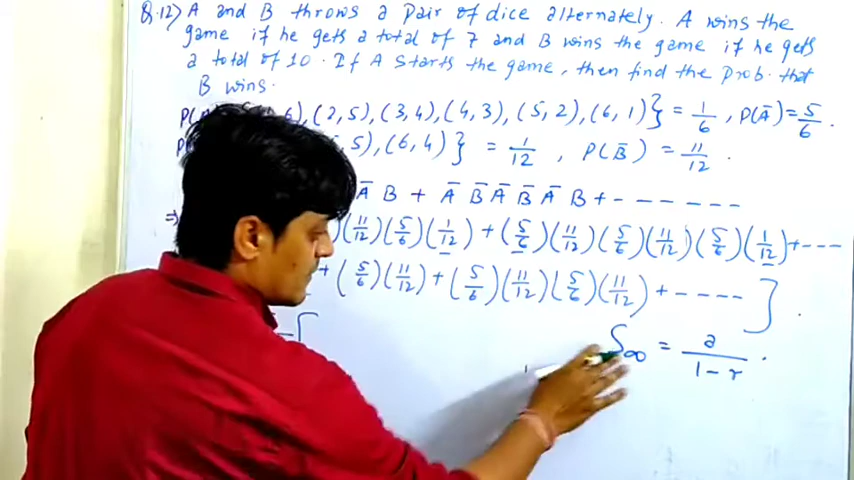 Q.12) A and B throws a pair of dice alternately. A wins the
game if he gets a total of 7 and B wins the game if he gets
a total of 10. If A starts the game, then find the prob. that
B wins.
6), (2,5), (3,4), (4,3), (5,2), (6,1)} = 1/6, P(Ā) = 5/6.
5), (6,4)} = 1/12, P(B̄) = 11/12.
Ā B + Ā B̄ Ā B̄ Ā B + -------
⇒ (11/12)(5/6)(1/12) + (5/6)(11/12)(5/6)(11/12)(5/6)(1/12) + ---
+ (5/6)(11/12) + (5/6)(11/12)(5/6)(11/12) + ----]
S∞ = a/(1-r).